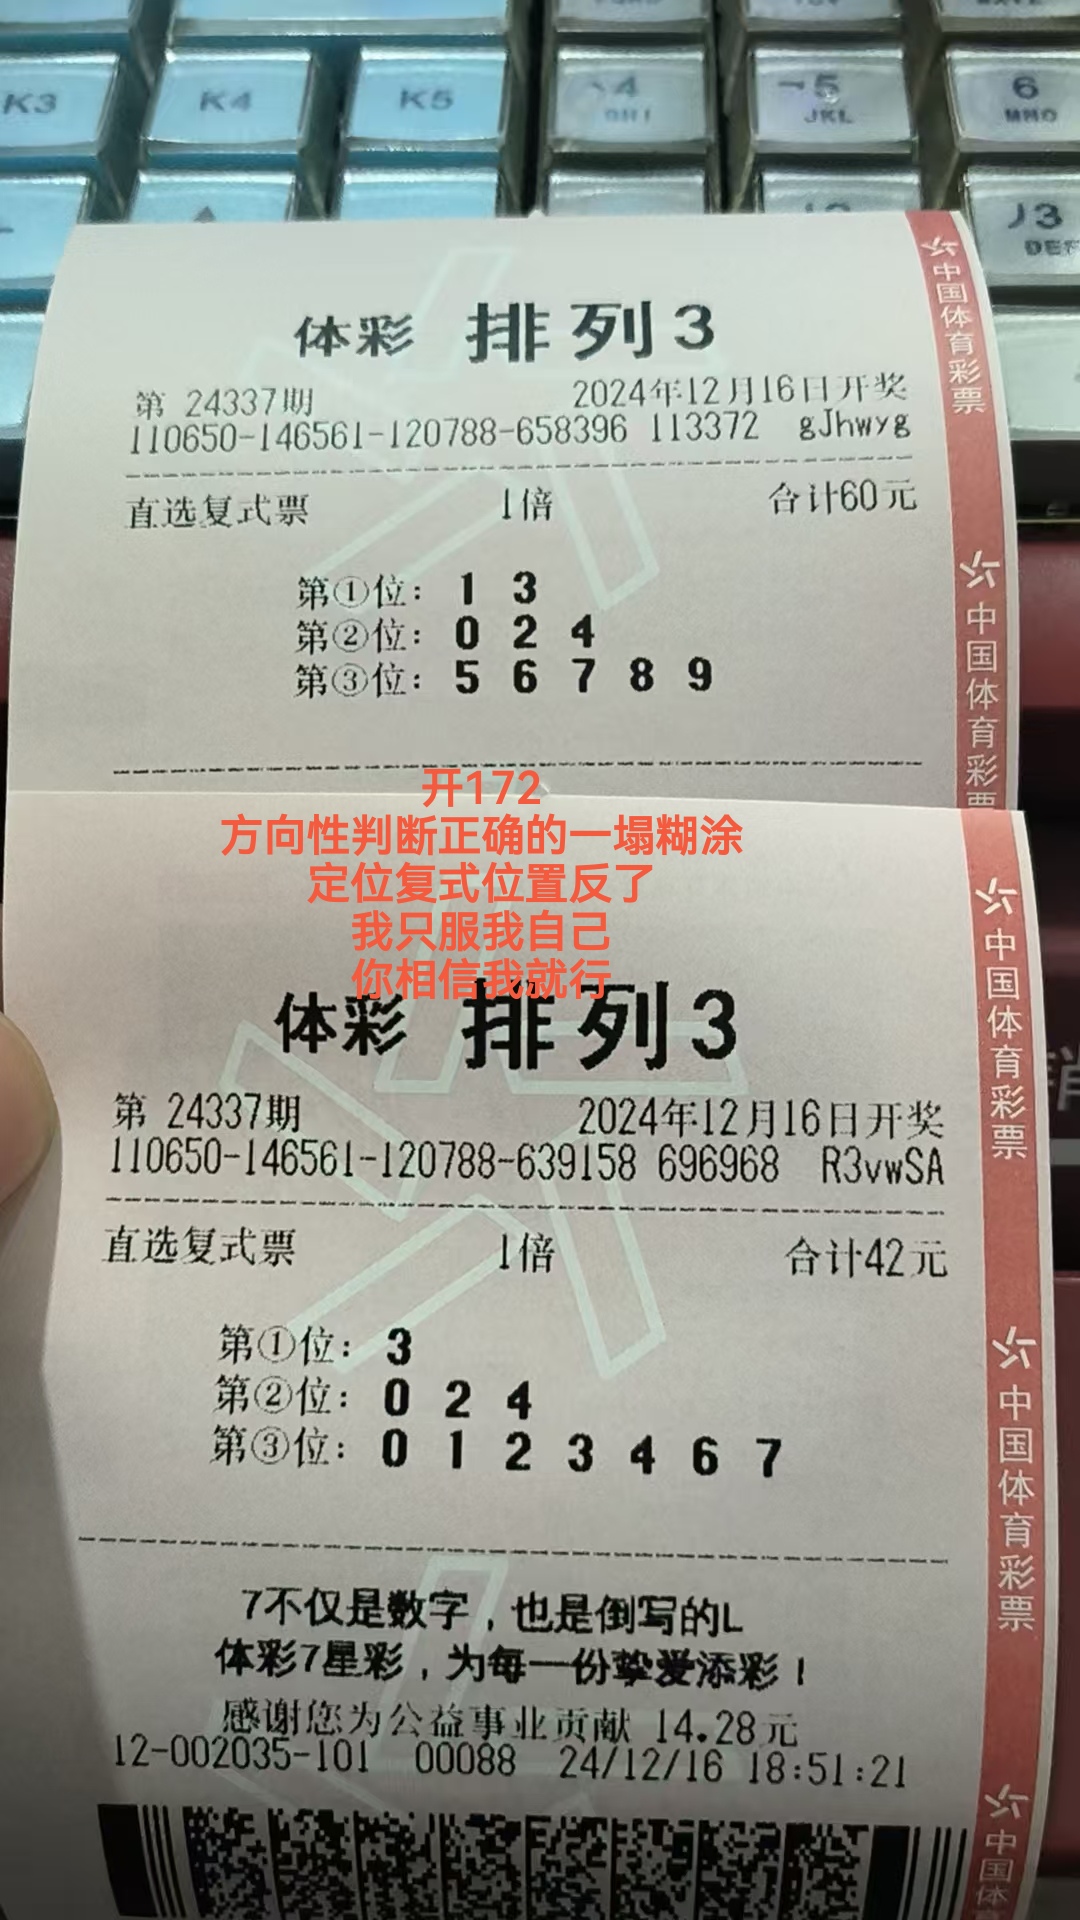 K3
K4
K5
4
GHI
5
JKL
6
MNO
J3
DEF
体彩 排列3
第 24337期 2024年12月16日开奖
110650-146561-120788-658396 113372 gJhwyg
直选复式票 1倍 合计60元
第①位: 1 3
第②位: 0 2 4
第③位: 5 6 7 8 9
中国体育彩票
中国体育彩票
开172
方向性判断正确的一塌糊涂
定位复式位置反了
我只服我自己
你相信我就行
体彩 排列3
第 24337期 2024年12月16日开奖
110650-146561-120788-639158 696968 R3vwSA
直选复式票 1倍 合计42元
第①位: 3
第②位: 0 2 4
第③位: 0 1 2 3 4 6 7
7不仅是数字，也是倒写的L
体彩7星彩，为每一份挚爱添彩！
感谢您为公益事业贡献 14.28元
12-002035-101 00088 24/12/16 18:51:21
中国体育彩票
中国体育彩票
中国体